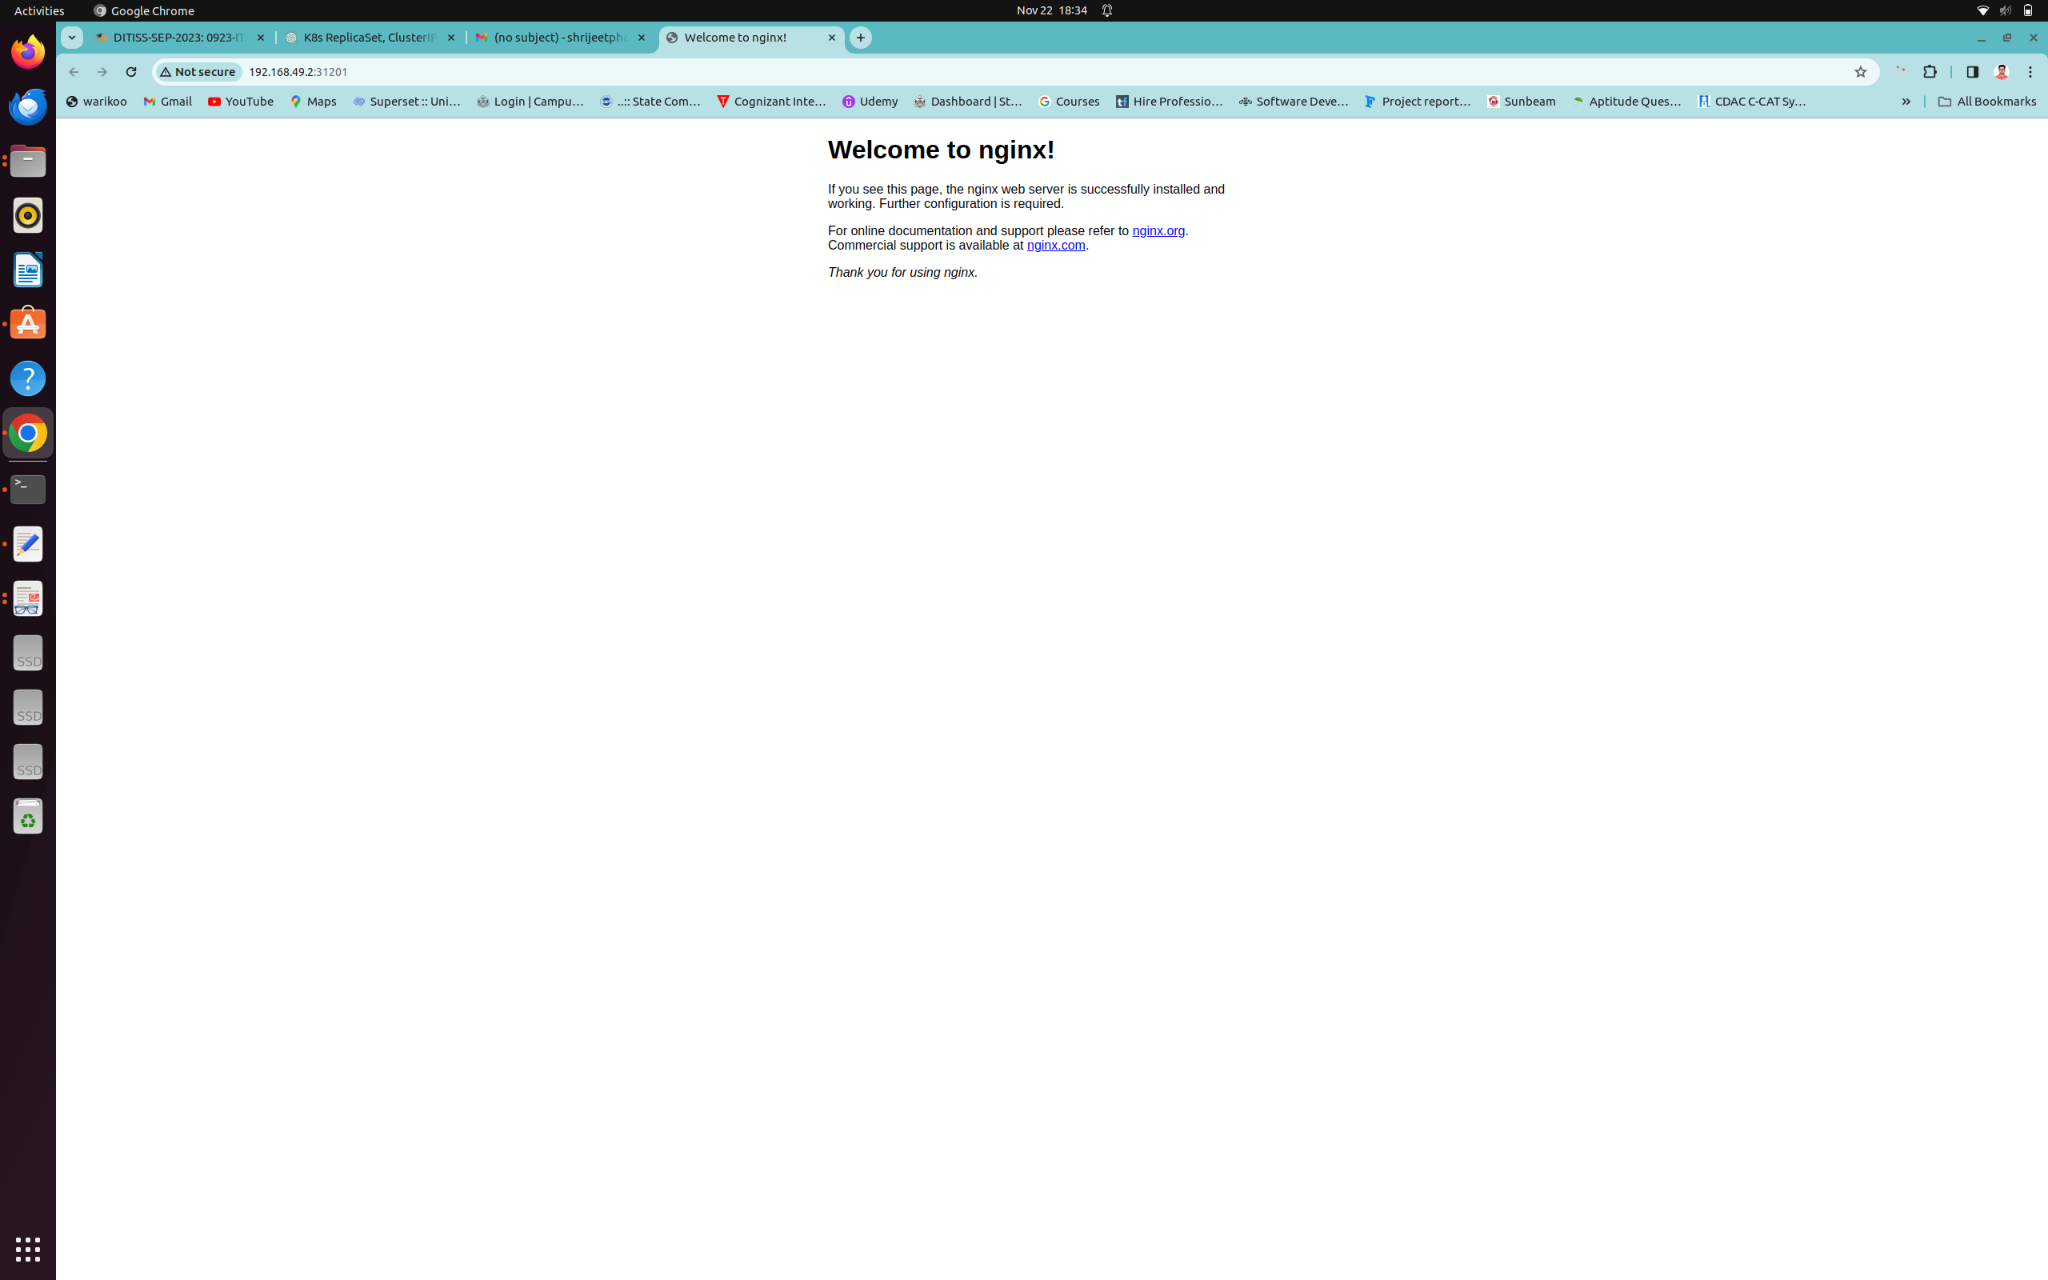 Activities
Google Chrome
Nov 22 18:34
DITISS-SEP-2023: 0923-IT
K8s ReplicaSet, ClusterIP
(no subject) - shrijeetpha
Welcome to nginx!
Not secure
192.168.49.2:31201
warikoo
Gmail
YouTube
Maps
Superset :: Uni...
Login | Campu...
..:: State Com...
Cognizant Inte...
Udemy
Dashboard | St...
Courses
Hire Professio...
Software Deve...
Project report...
Sunbeam
Aptitude Ques...
CDAC C-CAT Sy...
»
All Bookmarks
Welcome to nginx!
If you see this page, the nginx web server is successfully installed and
working. Further configuration is required.
For online documentation and support please refer to nginx.org.
Commercial support is available at nginx.com.
Thank you for using nginx.
SSD
SSD
SSD